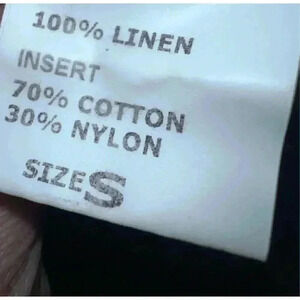 100% LINEN
INSERT
70% COTTON
30% NYLON
SIZE S